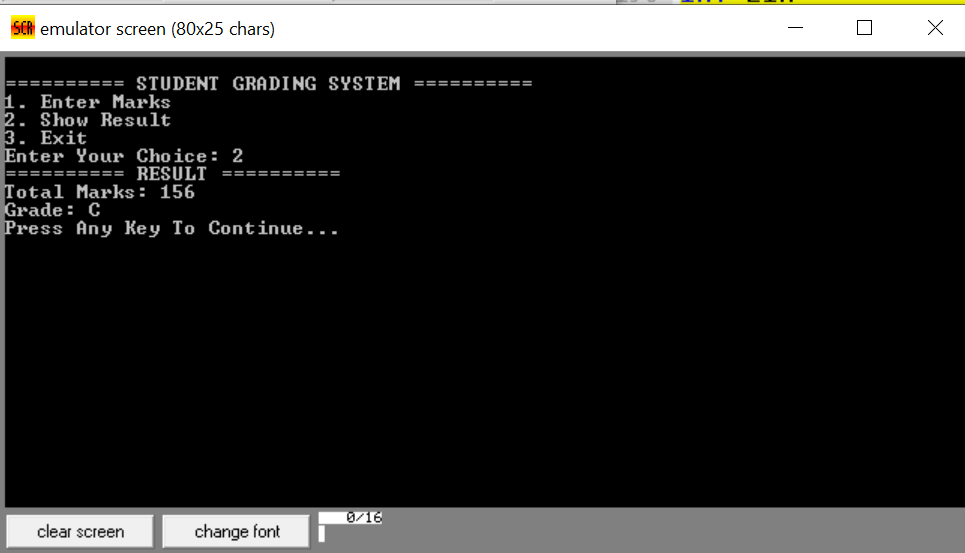 SCR emulator screen (80x25 chars)
========== STUDENT GRADING SYSTEM ==========
1. Enter Marks
2. Show Result
3. Exit
Enter Your Choice: 2
========== RESULT ==========
Total Marks: 156
Grade: C
Press Any Key To Continue...
clear screen
change font
0/16